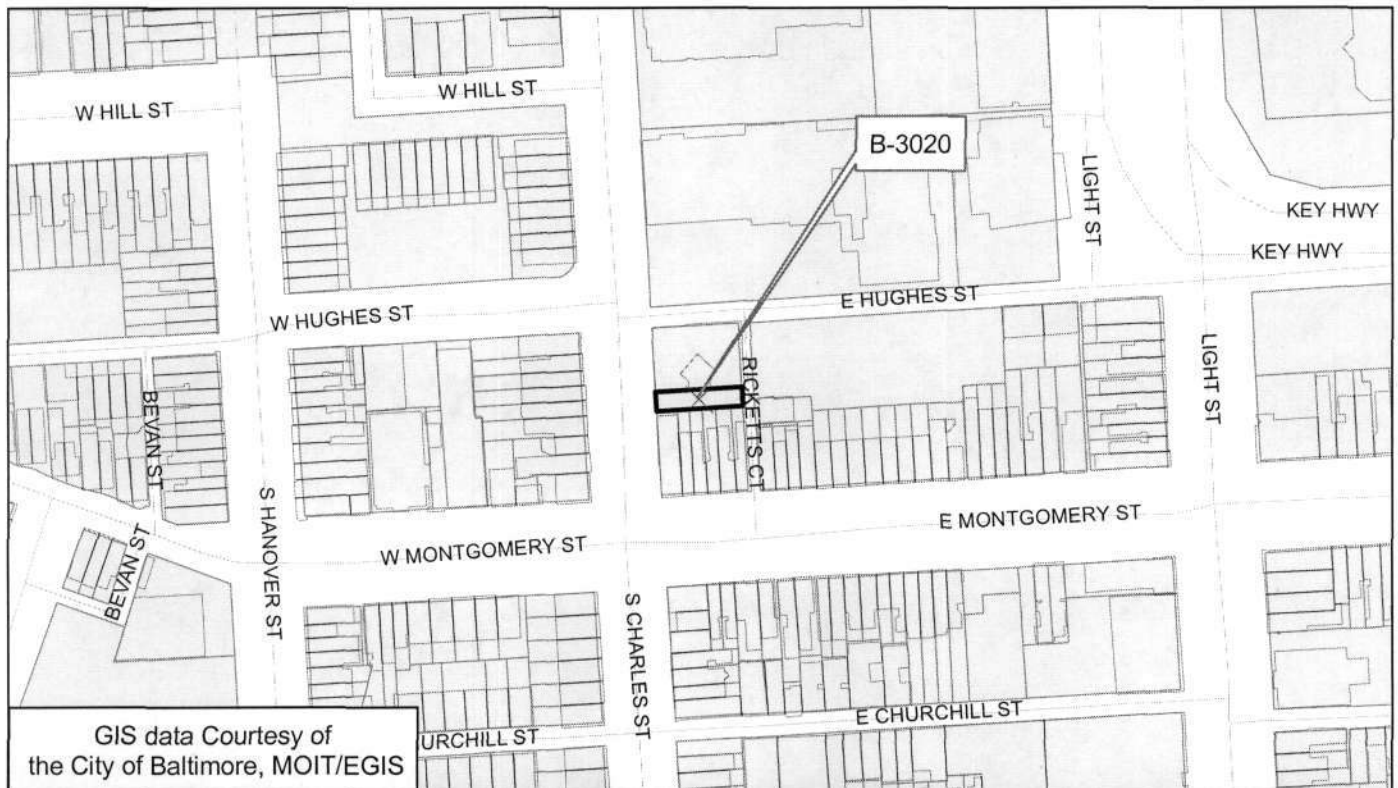 W HILL ST
W HILL ST
B-3020
LIGHT ST
KEY HWY
KEY HWY
W HUGHES ST
E HUGHES ST
BEVAN ST
RICKETTS CT
LIGHT ST
S HANOVER ST
E MONTGOMERY ST
W MONTGOMERY ST
BEVAN ST
S CHARLES ST
E CHURCHILL ST
URCHILL ST
GIS data Courtesy of
the City of Baltimore, MOIT/EGIS